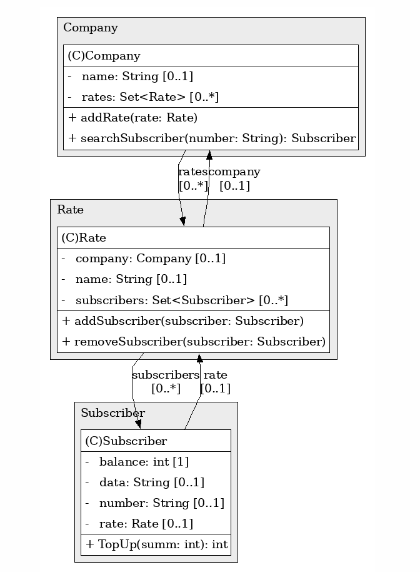 Company
(C)Company
- name: String [0..1]
- rates: Set<Rate> [0..*]
+ addRate(rate: Rate)
+ searchSubscriber(number: String): Subscriber
rates company
[0..*] [0..1]
Rate
(C)Rate
- company: Company [0..1]
- name: String [0..1]
- subscribers: Set<Subscriber> [0..*]
+ addSubscriber(subscriber: Subscriber)
+ removeSubscriber(subscriber: Subscriber)
subscribers rate
[0..*] [0..1]
Subscriber
(C)Subscriber
- balance: int [1]
- data: String [0..1]
- number: String [0..1]
- rate: Rate [0..1]
+ TopUp(summ: int): int